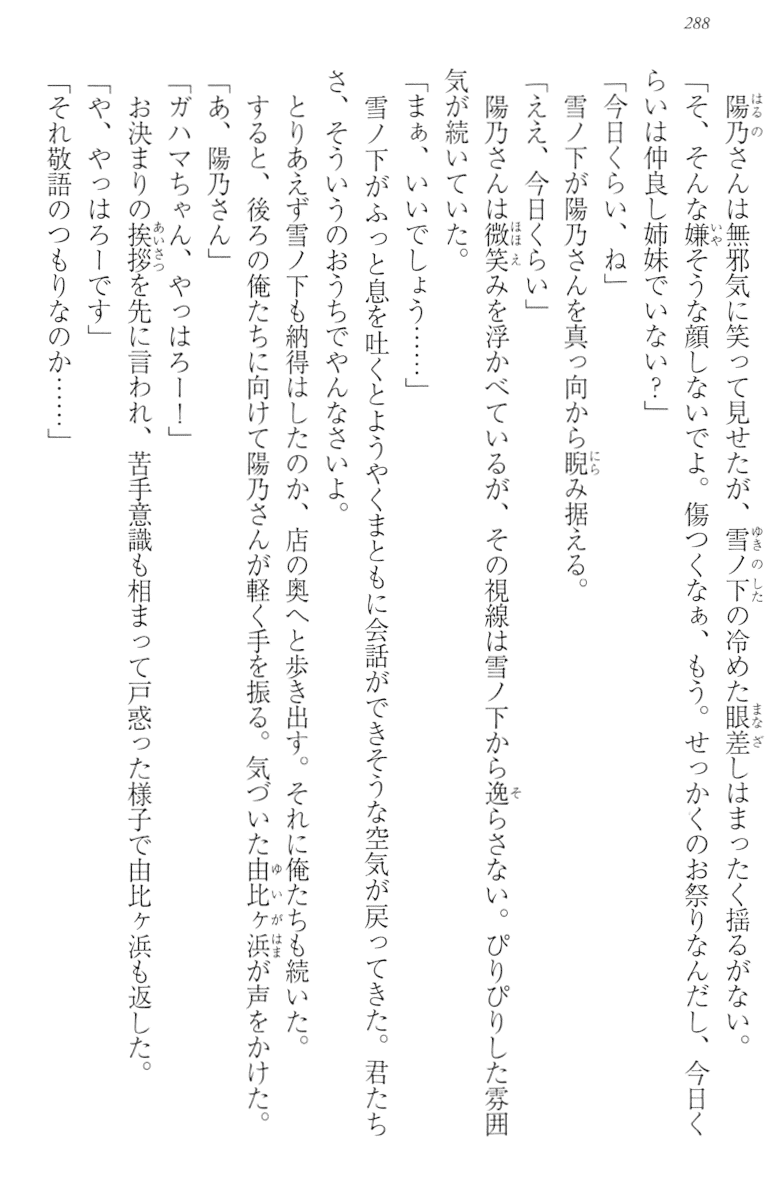 288
陽乃さんは無邪気に笑って見せたが、雪ノ下の冷めた眼差しはまったく揺るがない。
「そ、そんな嫌そうな顔しないでよ。傷つくなぁ、もう。せっかくのお祭りなんだし、今日く
らいは仲良し姉妹でいない？」
「今日くらい、ね」
雪ノ下が陽乃さんを真っ向から睨み据える。
「ええ、今日くらい」
陽乃さんは微笑みを浮かべているが、その視線は雪ノ下から逸らさない。ぴりぴりした雰囲
気が続いていた。
「まぁ、いいでしょう……」
雪ノ下がふっと息を吐くとようやくまともに会話ができそうな空気が戻ってきた。君たち
さ、そういうのおうちでやんなさいよ。
とりあえず雪ノ下も納得はしたのか、店の奥へと歩き出す。それに俺たちも続いた。
すると、後ろの俺たちに向けて陽乃さんが軽く手を振る。気づいた由比ヶ浜が声をかけた。
「あ、陽乃さん」
「ガハマちゃん、やっはろー！」
お決まりの挨拶を先に言われ、苦手意識も相まって戸惑った様子で由比ヶ浜も返した。
「や、やっはろーです」
「それ敬語のつもりなのか……」